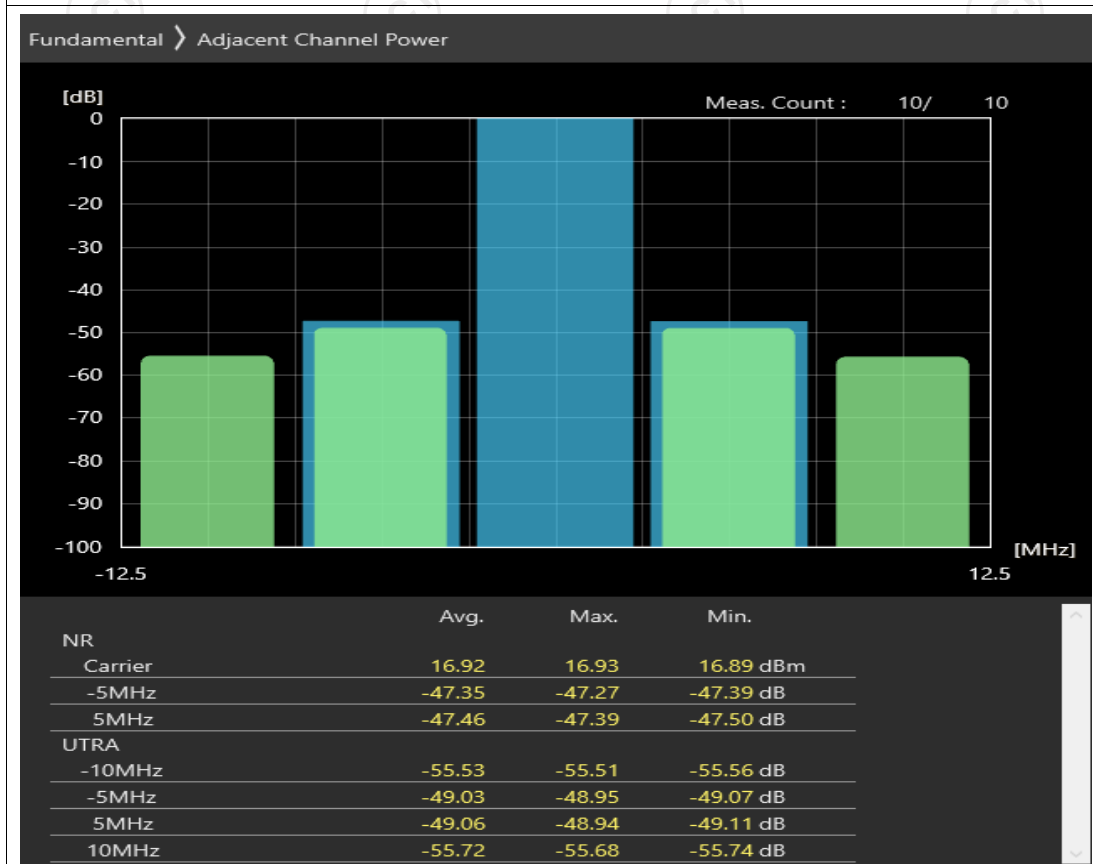 Fundamental ❯ Adjacent Channel Power
[dB]
Meas. Count : 10/ 10
0
-10
-20
-30
-40
-50
-60
-70
-80
-90
-100
[MHz]
-12.5 12.5
Avg. Max. Min.
NR
Carrier 16.92 16.93 16.89 dBm
-5MHz -47.35 -47.27 -47.39 dB
5MHz -47.46 -47.39 -47.50 dB
UTRA
-10MHz -55.53 -55.51 -55.56 dB
-5MHz -49.03 -48.95 -49.07 dB
5MHz -49.06 -48.94 -49.11 dB
10MHz -55.72 -55.68 -55.74 dB